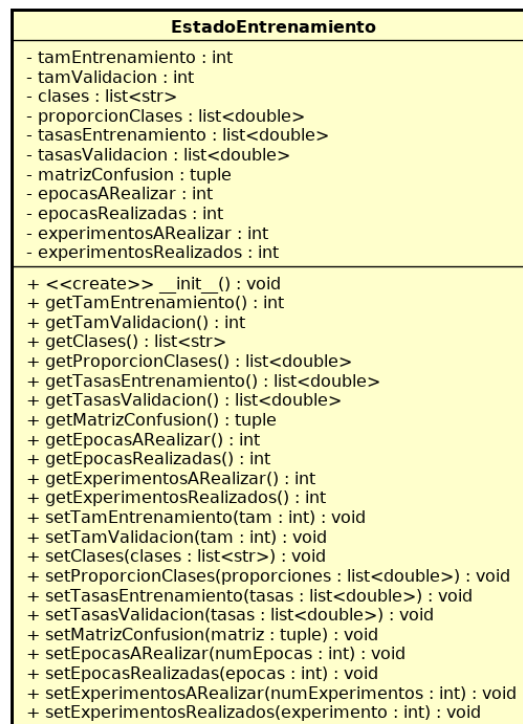 EstadoEntrenamiento
- tamEntrenamiento : int
- tamValidacion : int
- clases : list<str>
- proporcionClases : list<double>
- tasasEntrenamiento : list<double>
- tasasValidacion : list<double>
- matrizConfusion : tuple
- epocasARealizar : int
- epocasRealizadas : int
- experimentosARealizar : int
- experimentosRealizados : int
+ <<create>> __init__() : void
+ getTamEntrenamiento() : int
+ getTamValidacion() : int
+ getClases() : list<str>
+ getProporcionClases() : list<double>
+ getTasasEntrenamiento() : list<double>
+ getTasasValidacion() : list<double>
+ getMatrizConfusion() : tuple
+ getEpocasARealizar() : int
+ getEpocasRealizadas() : int
+ getExperimentosARealizar() : int
+ getExperimentosRealizados() : int
+ setTamEntrenamiento(tam : int) : void
+ setTamValidacion(tam : int) : void
+ setClases(clases : list<str>) : void
+ setProporcionClases(proporciones : list<double>) : void
+ setTasasEntrenamiento(tasas : list<double>) : void
+ setTasasValidacion(tasas : list<double>) : void
+ setMatrizConfusion(matriz : tuple) : void
+ setEpocasARealizar(numEpocas : int) : void
+ setEpocasRealizadas(epocas : int) : void
+ setExperimentosARealizar(numExperimentos : int) : void
+ setExperimentosRealizados(experimento : int) : void